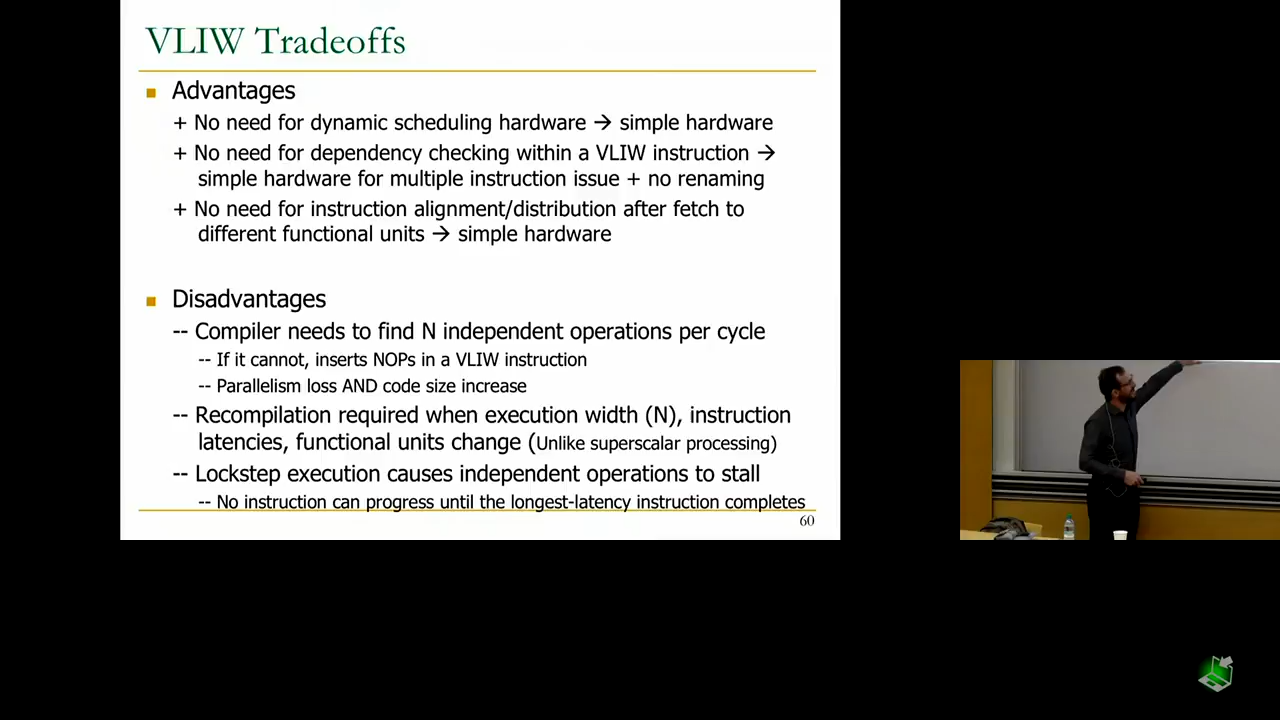 VLIW Tradeoffs
Advantages
+ No need for dynamic scheduling hardware → simple hardware
+ No need for dependency checking within a VLIW instruction →
simple hardware for multiple instruction issue + no renaming
+ No need for instruction alignment/distribution after fetch to
different functional units → simple hardware
Disadvantages
-- Compiler needs to find N independent operations per cycle
-- If it cannot, inserts NOPs in a VLIW instruction
-- Parallelism loss AND code size increase
-- Recompilation required when execution width (N), instruction
latencies, functional units change (Unlike superscalar processing)
-- Lockstep execution causes independent operations to stall
-- No instruction can progress until the longest-latency instruction completes
60